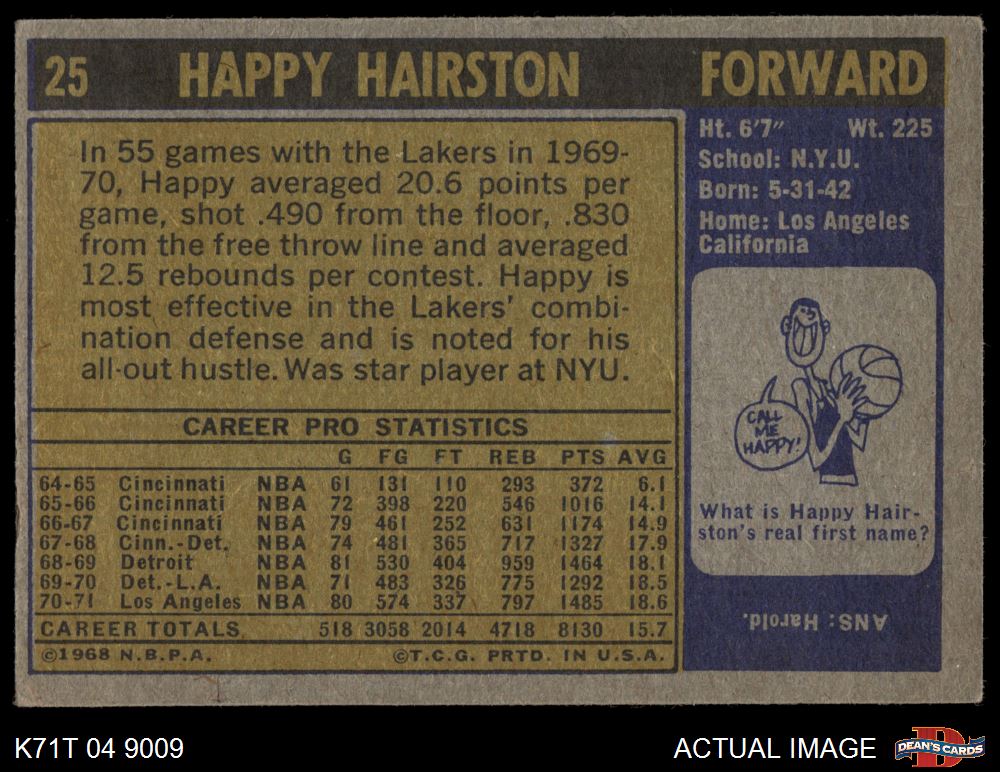 25 HAPPY HAIRSTON FORWARD
In 55 games with the Lakers in 1969-
70, Happy averaged 20.6 points per
game, shot .490 from the floor, .830
from the free throw line and averaged
12.5 rebounds per contest. Happy is
most effective in the Lakers' combi-
nation defense and is noted for his
all-out hustle. Was star player at NYU.
CAREER PRO STATISTICS
G FG FT REB PTS AVG
64-65 Cincinnati NBA 61 131 110 293 372 6.1
65-66 Cincinnati NBA 72 398 220 546 1016 14.1
66-67 Cincinnati NBA 79 461 252 631 1174 14.9
67-68 Cinn.-Det. NBA 74 481 365 717 1327 17.9
68-69 Detroit NBA 81 530 404 959 1464 18.1
69-70 Det.-L.A. NBA 71 483 326 775 1292 18.5
70-71 Los Angeles NBA 80 574 337 797 1485 18.6
CAREER TOTALS 518 3058 2014 4718 8130 15.7
©1968 N.B.P.A. ©T.C.G. PRTD. IN U.S.A.
Ht. 6'7" Wt. 225
School: N.Y.U.
Born: 5-31-42
Home: Los Angeles
California
CALL
ME
HAPPY!
What is Happy Hair-
ston's real first name?
ANS: Harold.
K71T 04 9009 ACTUAL IMAGE
D
DEAN'S CARDS